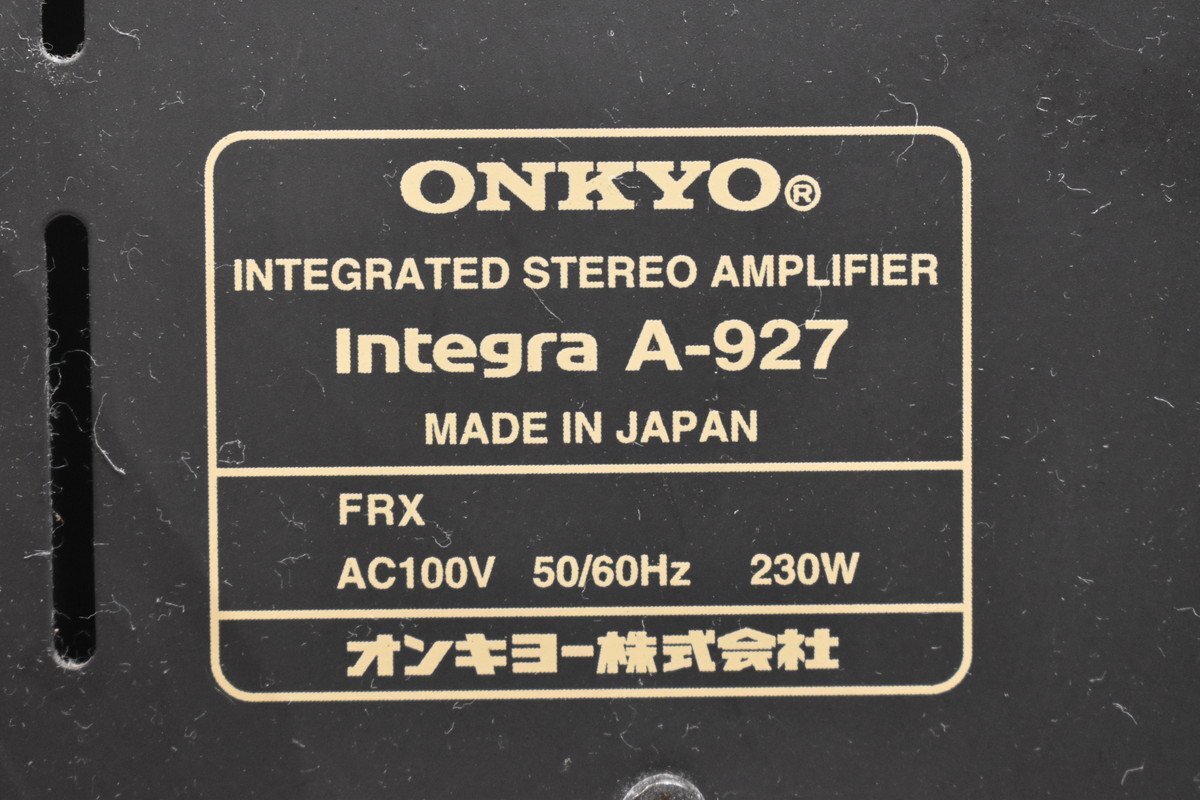 ONKYO®
INTEGRATED STEREO AMPLIFIER
Integra A-927
MADE IN JAPAN
FRX
AC100V 50/60Hz 230W
オンキヨー株式会社